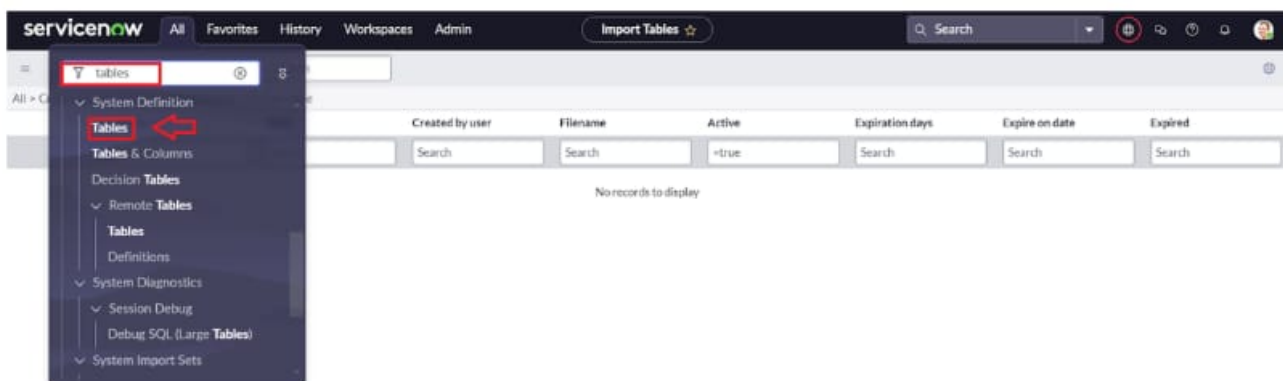 servicenow All Favorites History Workspaces Admin Import Tables Search
tables
All >
System Definition
Tables
Tables & Columns
Decision Tables
Remote Tables
Tables
Definitions
System Diagnostics
Session Debug
Debug SQL (Large Tables)
System Import Sets
Created by user Filename Active Expiration days Expire on date Expired
Search Search =true Search Search Search
No records to display